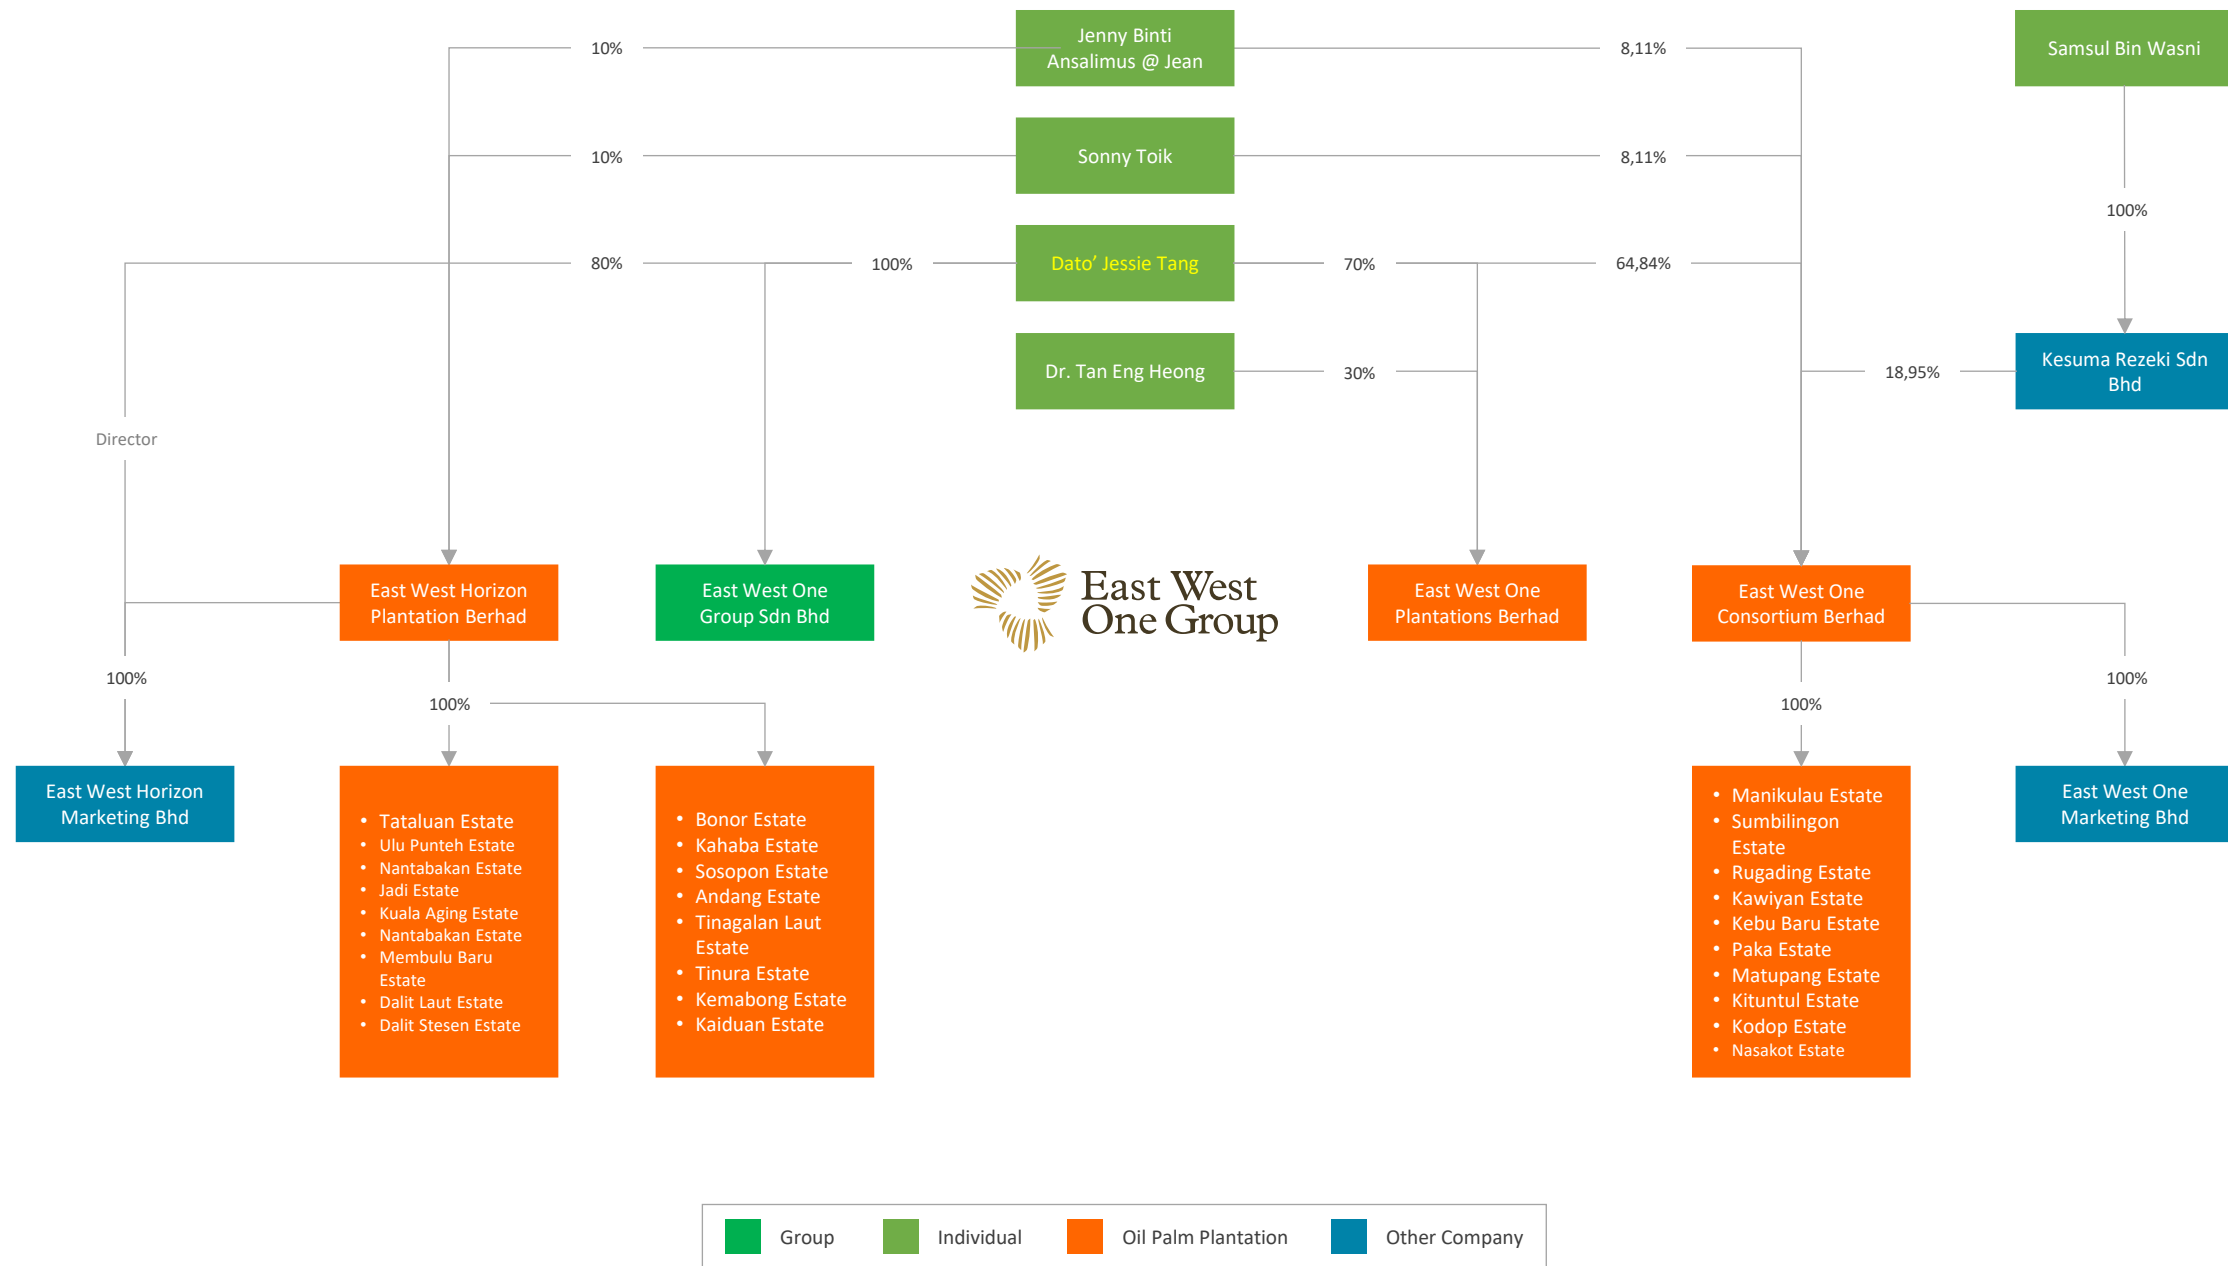 Jenny Binti
Ansalimus @ Jean
10%
8,11%
Samsul Bin Wasni
Sonny Toik
10%
8,11%
100%
Dato’ Jessie Tang
80%
100%
70%
64,84%
Dr. Tan Eng Heong
30%
18,95%
Kesuma Rezeki Sdn
Bhd
Director
East West Horizon
Plantation Berhad
East West One
Group Sdn Bhd
East West
One Group
East West One
Plantations Berhad
East West One
Consortium Berhad
100%
100%
100%
100%
East West Horizon
Marketing Bhd
• Tataluan Estate
• Ulu Punteh Estate
• Nantabakan Estate
• Jadi Estate
• Kuala Aging Estate
• Nantabakan Estate
• Membulu Baru
Estate
• Dalit Laut Estate
• Dalit Stesen Estate
• Bonor Estate
• Kahaba Estate
• Sosopon Estate
• Andang Estate
• Tinagalan Laut
Estate
• Tinura Estate
• Kemabong Estate
• Kaiduan Estate
• Manikulau Estate
• Sumbilingon
Estate
• Rugading Estate
• Kawiyan Estate
• Kebu Baru Estate
• Paka Estate
• Matupang Estate
• Kituntul Estate
• Kodop Estate
• Nasakot Estate
East West One
Marketing Bhd
Group
Individual
Oil Palm Plantation
Other Company